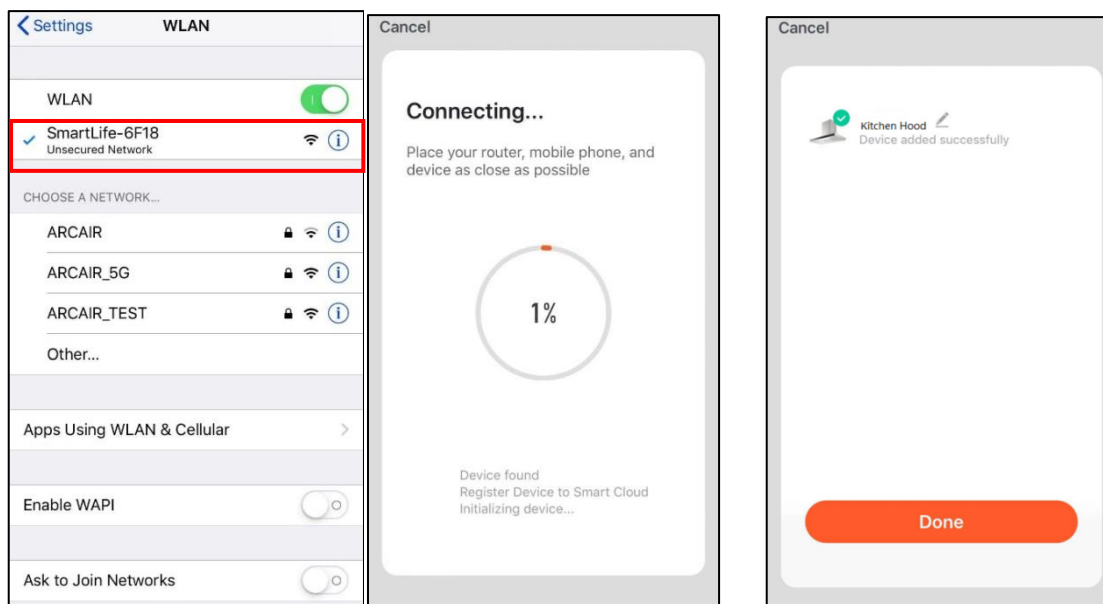 Settings
WLAN
WLAN
SmartLife-6F18
Unsecured Network
CHOOSE A NETWORK...
ARCAIR
ARCAIR_5G
ARCAIR_TEST
Other...
Apps Using WLAN & Cellular
Enable WAPI
Ask to Join Networks
Cancel
Connecting...
Place your router, mobile phone, and
device as close as possible
1%
Device found
Register Device to Smart Cloud
Initializing device...
Cancel
Kitchen Hood
Device added successfully
Done